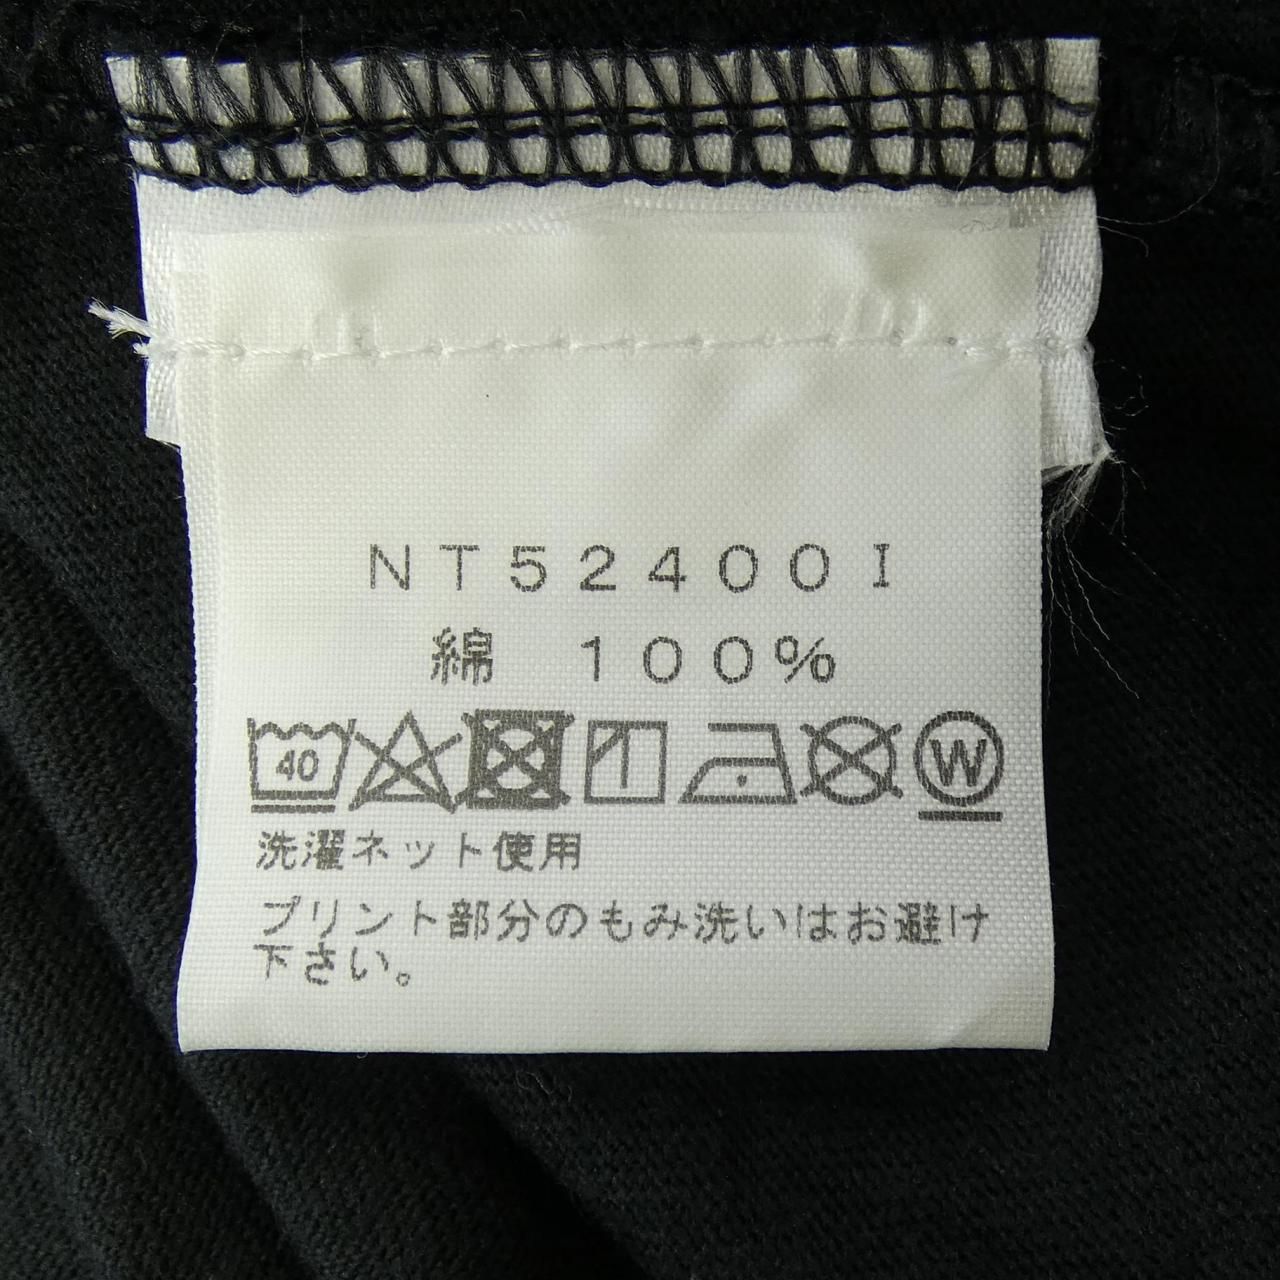 NT52400I
綿 100%
40 W
洗濯ネット使用
プリント部分のもみ洗いはお避け
下さい。